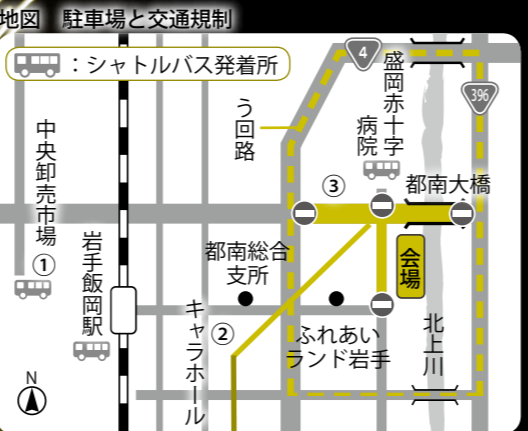 地図　駐車場と交通規制
：シャトルバス発着所
4
396
盛岡赤十字
病院
う回路
中央卸売市場
①
③
都南大橋
岩手飯岡駅
都南総合
支所
会場
キャラホール
②
ふれあい
ランド岩手
北上川
N